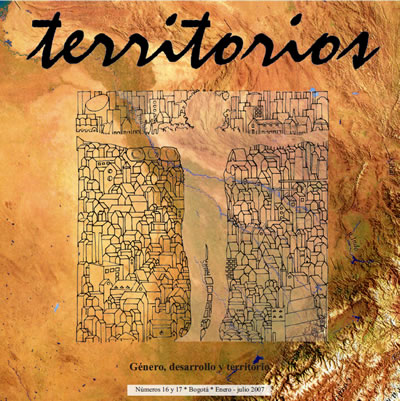 territorios
Género, desarrollo y territorio
Números 16 y 17 * Bogotá * Enero - julio 2007